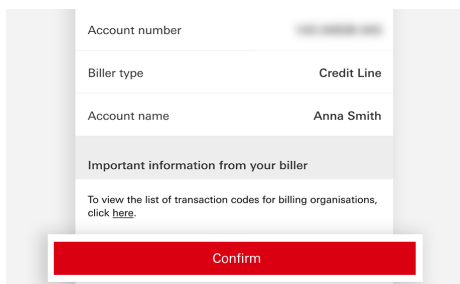 Account number
Biller type Credit Line
Account name Anna Smith
Important information from your biller
To view the list of transaction codes for billing organisations,
click here.
Confirm